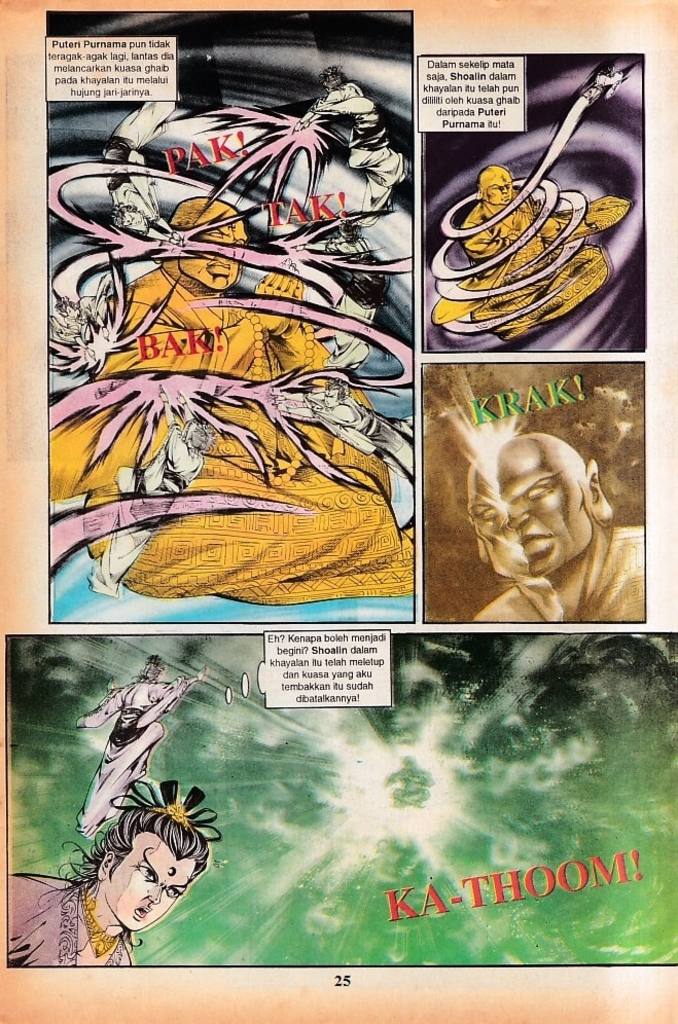 Puteri Purnama pun tidak
teragak-agak lagi, lantas dia
melancarkan kuasa ghaib
pada khayalan itu melalui
hujung jari-jarinya.
PAK!
TAK!
BAK!
Dalam sekelip mata
saja, Shoalin dalam
khayalan itu telah pun
dililiti oleh kuasa ghaib
daripada Puteri
Purnama itu!
KRAK!
Eh? Kenapa boleh menjadi
begini? Shoalin dalam
khayalan itu telah meletup
dan kuasa yang aku
tembakkan itu sudah
dibatalkannya!
KA-THOOM!
25